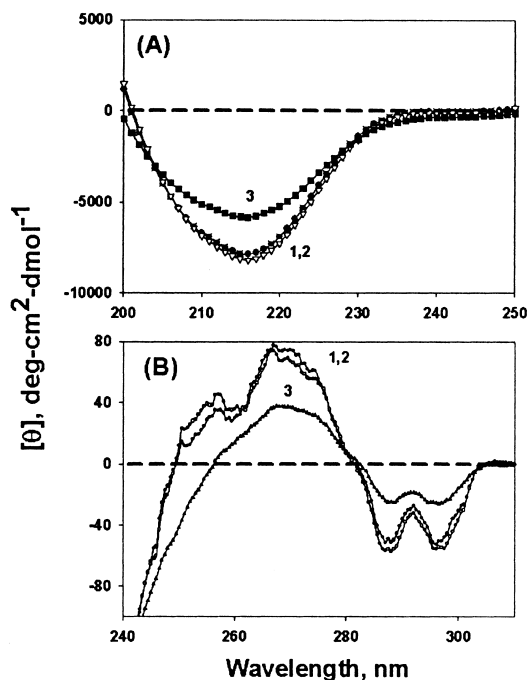 5000
(A)
0
3
-5000
1,2
-10000
200 210 220 230 240 250
[θ], deg-cm²-dmol⁻¹
80
(B)
1,2
40
3
0
-40
-80
240 260 280 300
Wavelength, nm